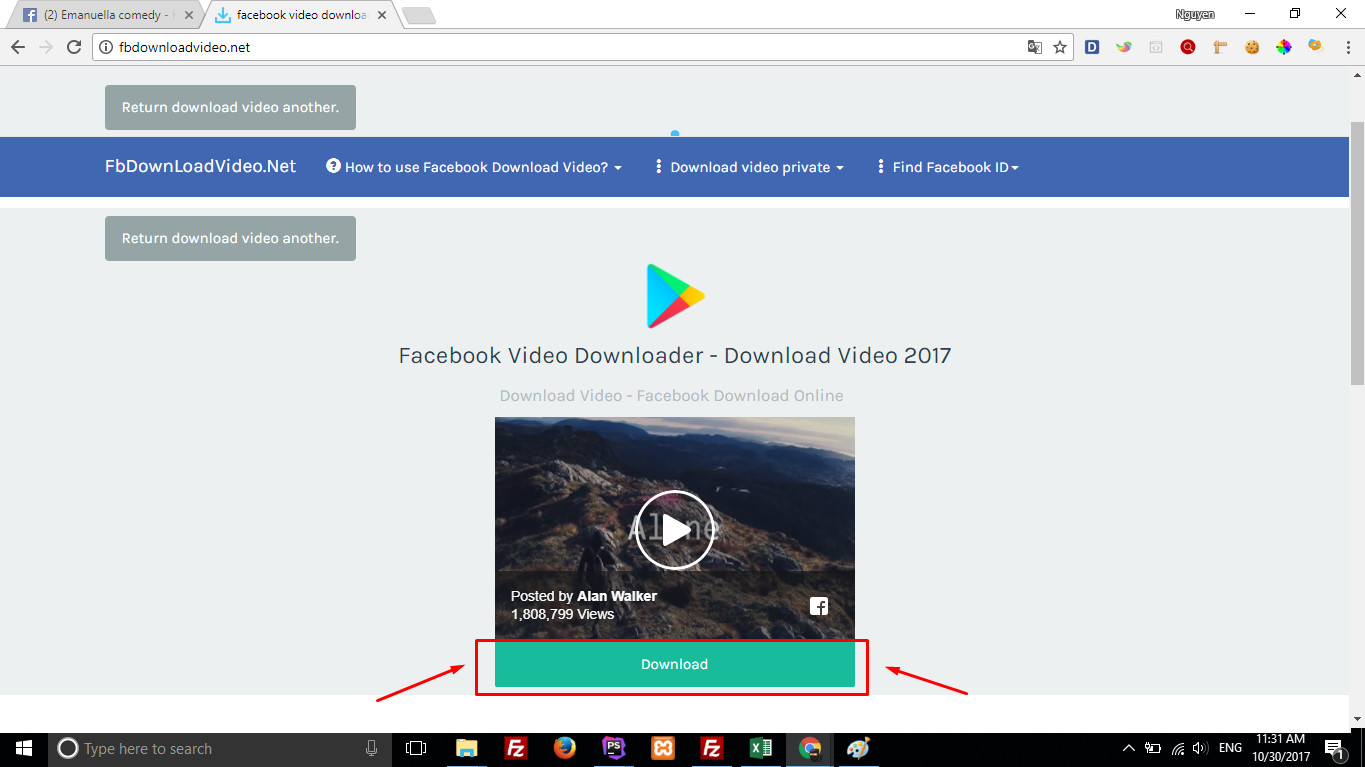 (2) Emanuella comedy -
facebook video downloa
Nguyen
fbdownloadvideo.net
Return download video another.
FbDownLoadVideo.Net
How to use Facebook Download Video?
Download video private
Find Facebook ID
Return download video another.
Facebook Video Downloader - Download Video 2017
Download Video - Facebook Download Online
Alone
Posted by Alan Walker
1,808,799 Views
Download
Type here to search
ENG
11:31 AM
10/30/2017
1